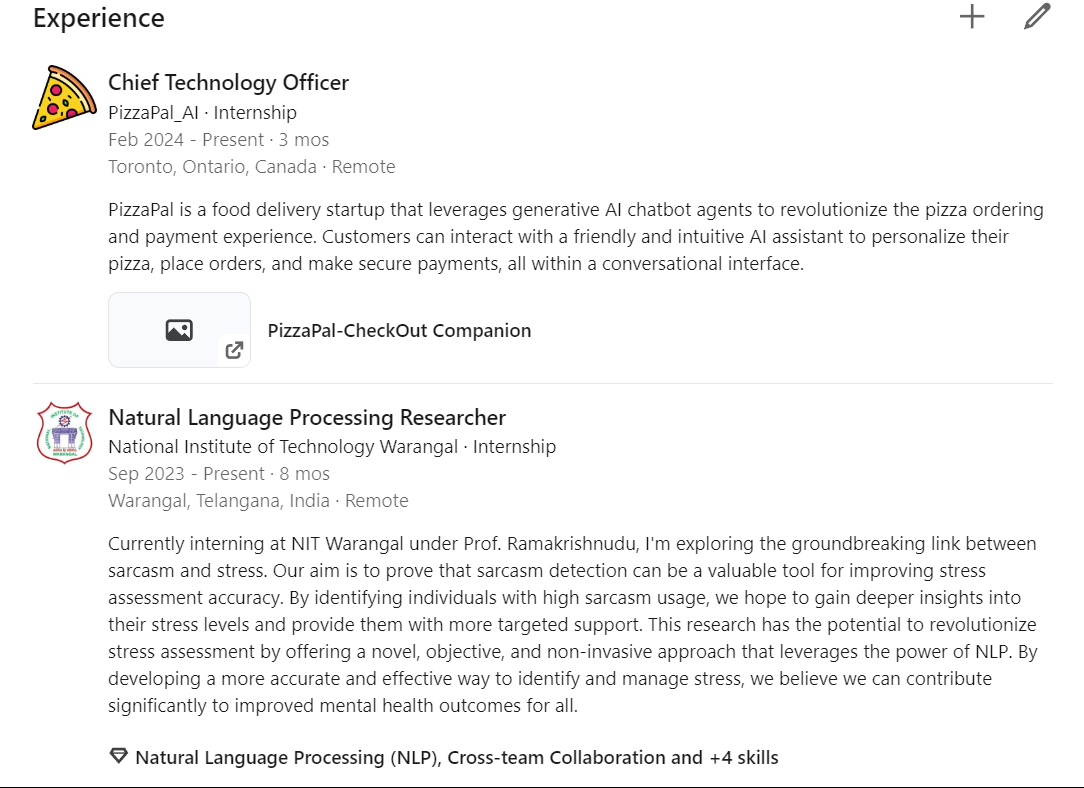 Experience
Chief Technology Officer
PizzaPal_AI · Internship
Feb 2024 - Present · 3 mos
Toronto, Ontario, Canada · Remote
PizzaPal is a food delivery startup that leverages generative AI chatbot agents to revolutionize the pizza ordering
and payment experience. Customers can interact with a friendly and intuitive AI assistant to personalize their
pizza, place orders, and make secure payments, all within a conversational interface.
PizzaPal-CheckOut Companion
Natural Language Processing Researcher
National Institute of Technology Warangal · Internship
Sep 2023 - Present · 8 mos
Warangal, Telangana, India · Remote
Currently interning at NIT Warangal under Prof. Ramakrishnudu, I'm exploring the groundbreaking link between
sarcasm and stress. Our aim is to prove that sarcasm detection can be a valuable tool for improving stress
assessment accuracy. By identifying individuals with high sarcasm usage, we hope to gain deeper insights into
their stress levels and provide them with more targeted support. This research has the potential to revolutionize
stress assessment by offering a novel, objective, and non-invasive approach that leverages the power of NLP. By
developing a more accurate and effective way to identify and manage stress, we believe we can contribute
significantly to improved mental health outcomes for all.
Natural Language Processing (NLP), Cross-team Collaboration and +4 skills